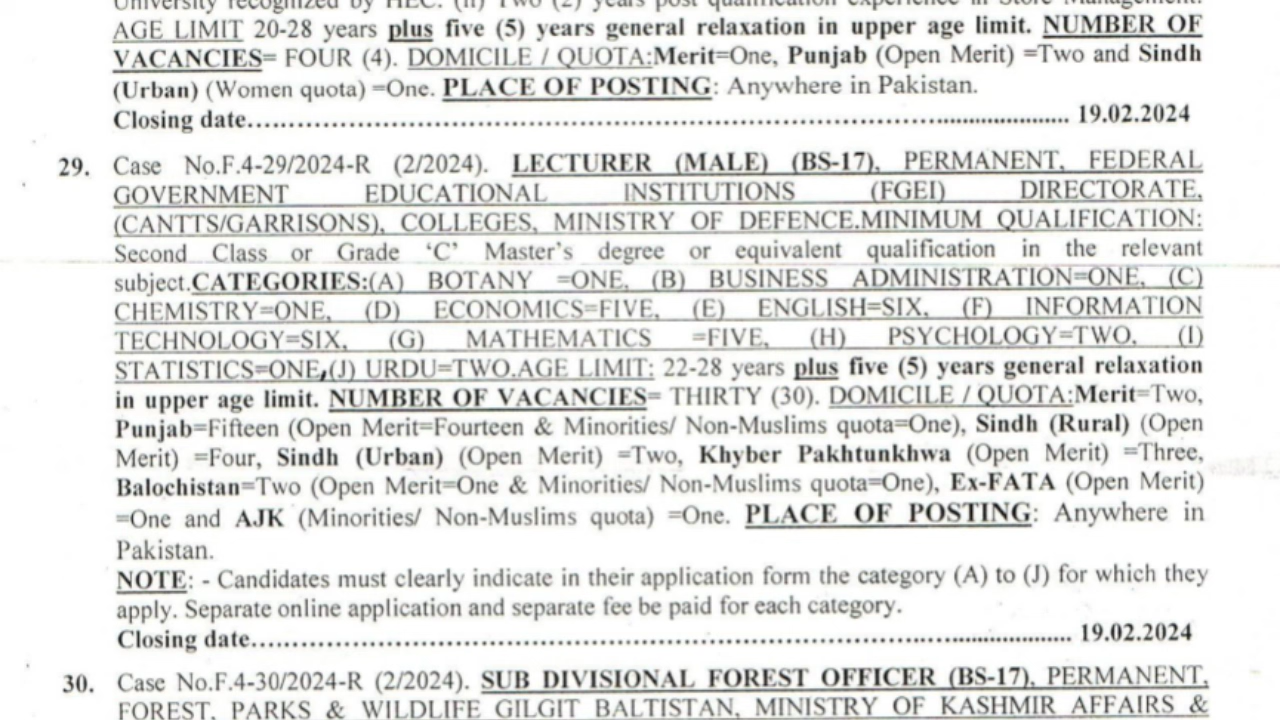 University recognized by HEC. (ii) Two (2) years post qualification experience in Store Management.
AGE LIMIT 20-28 years plus five (5) years general relaxation in upper age limit. NUMBER OF
VACANCIES= FOUR (4). DOMICILE / QUOTA:Merit=One, Punjab (Open Merit) =Two and Sindh
(Urban) (Women quota) =One. PLACE OF POSTING: Anywhere in Pakistan.
Closing date........................................................................................................... 19.02.2024
29. Case No.F.4-29/2024-R (2/2024). LECTURER (MALE) (BS-17), PERMANENT, FEDERAL
GOVERNMENT EDUCATIONAL INSTITUTIONS (FGEI) DIRECTORATE,
(CANTTS/GARRISONS), COLLEGES, MINISTRY OF DEFENCE.MINIMUM QUALIFICATION:
Second Class or Grade ‘C’ Master’s degree or equivalent qualification in the relevant
subject.CATEGORIES:(A) BOTANY =ONE, (B) BUSINESS ADMINISTRATION=ONE, (C)
CHEMISTRY=ONE, (D) ECONOMICS=FIVE, (E) ENGLISH=SIX, (F) INFORMATION
TECHNOLOGY=SIX, (G) MATHEMATICS =FIVE, (H) PSYCHOLOGY=TWO, (I)
STATISTICS=ONE,(J) URDU=TWO.AGE LIMIT: 22-28 years plus five (5) years general relaxation
in upper age limit. NUMBER OF VACANCIES= THIRTY (30). DOMICILE / QUOTA:Merit=Two,
Punjab=Fifteen (Open Merit=Fourteen & Minorities/ Non-Muslims quota=One), Sindh (Rural) (Open
Merit) =Four, Sindh (Urban) (Open Merit) =Two, Khyber Pakhtunkhwa (Open Merit) =Three,
Balochistan=Two (Open Merit=One & Minorities/ Non-Muslims quota=One), Ex-FATA (Open Merit)
=One and AJK (Minorities/ Non-Muslims quota) =One. PLACE OF POSTING: Anywhere in
Pakistan.
NOTE: - Candidates must clearly indicate in their application form the category (A) to (J) for which they
apply. Separate online application and separate fee be paid for each category.
Closing date........................................................................................................... 19.02.2024
30. Case No.F.4-30/2024-R (2/2024). SUB DIVISIONAL FOREST OFFICER (BS-17), PERMANENT,
FOREST, PARKS & WILDLIFE GILGIT BALTISTAN, MINISTRY OF KASHMIR AFFAIRS &